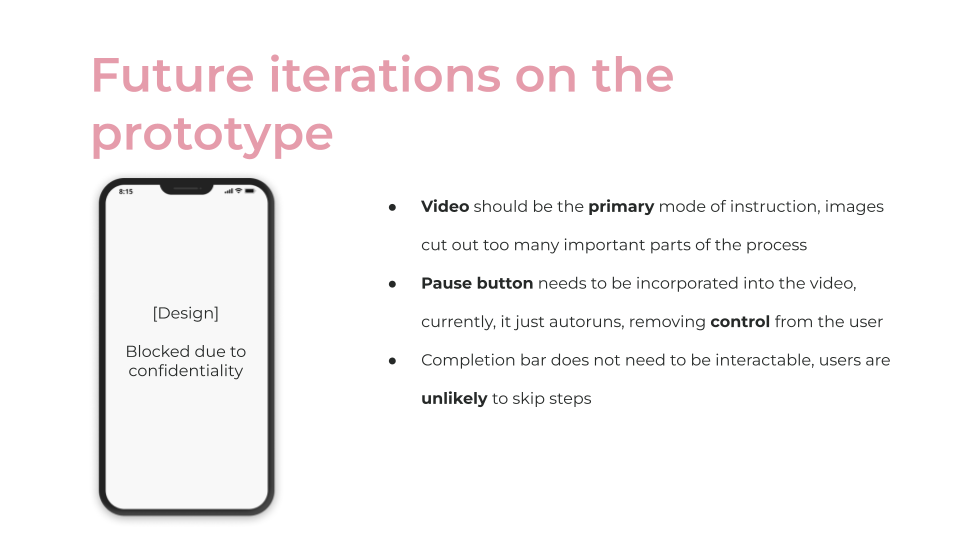 Future iterations on the
prototype
8:15
[Design]
Blocked due to
confidentiality
● Video should be the primary mode of instruction, images
cut out too many important parts of the process
● Pause button needs to be incorporated into the video,
currently, it just autoruns, removing control from the user
● Completion bar does not need to be interactable, users are
unlikely to skip steps